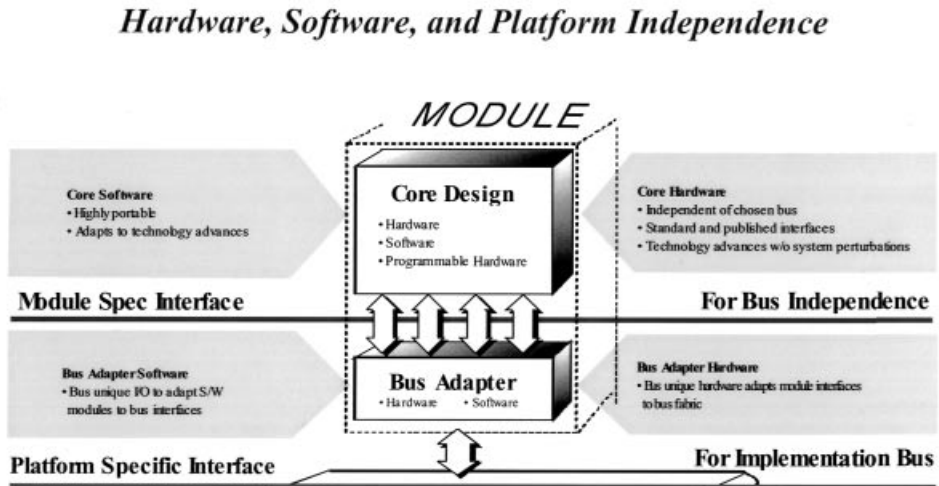 Hardware, Software, and Platform Independence
MODULE
Core Software
• Highly portable
• Adapts to technology advances
Core Design
• Hardware
• Software
• Programmable Hardware
Core Hardware
• Independent of chosen bus
• Standard and published interfaces
• Technology advances w/o system perturbations
Module Spec Interface
For Bus Independence
Bus Adapter Software
• Bus unique I/O to adapt S/W
modules to bus interfaces
Bus Adapter
• Hardware • Software
Bus Adapter Hardware
• Bus unique hardware adapts module interfaces
to bus fabric
Platform Specific Interface
For Implementation Bus